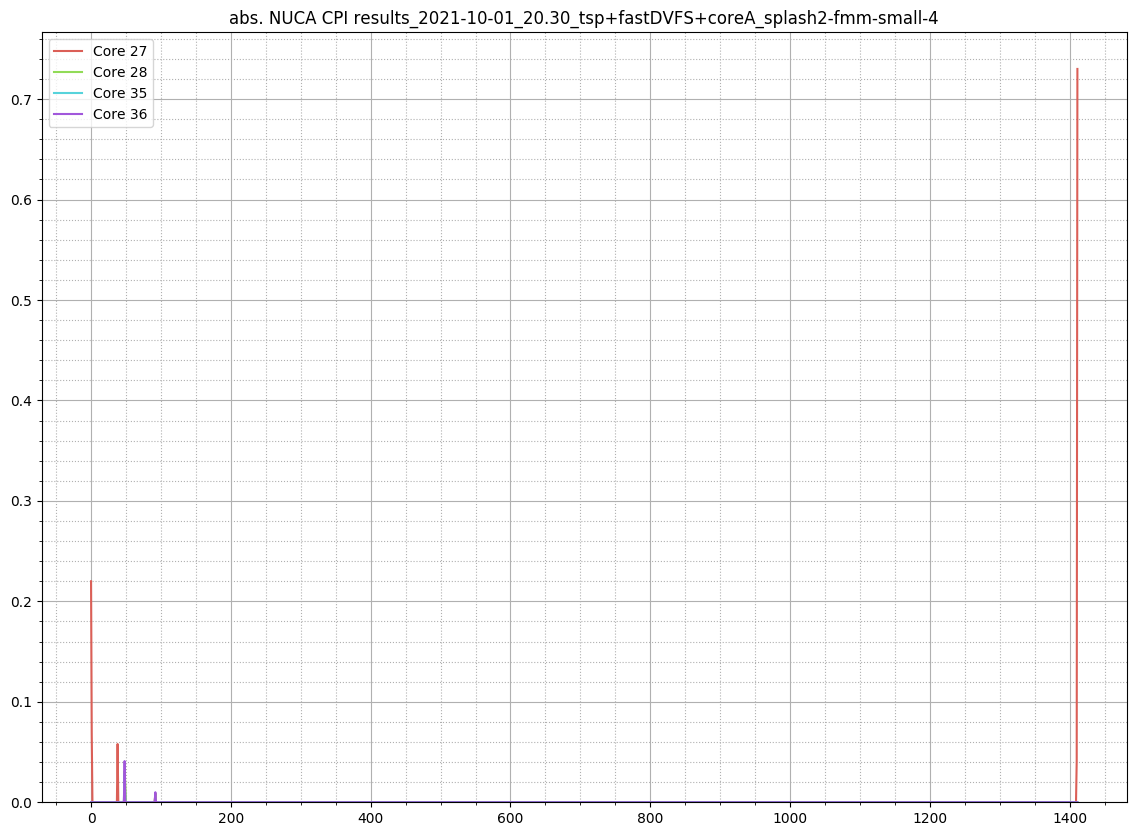 abs. NUCA CPI results_2021-10-01_20.30_tsp+fastDVFS+coreA_splash2-fmm-small-4
Core 27
Core 28
Core 35
Core 36
0.7
0.6
0.5
0.4
0.3
0.2
0.1
0.0
0 200 400 600 800 1000 1200 1400